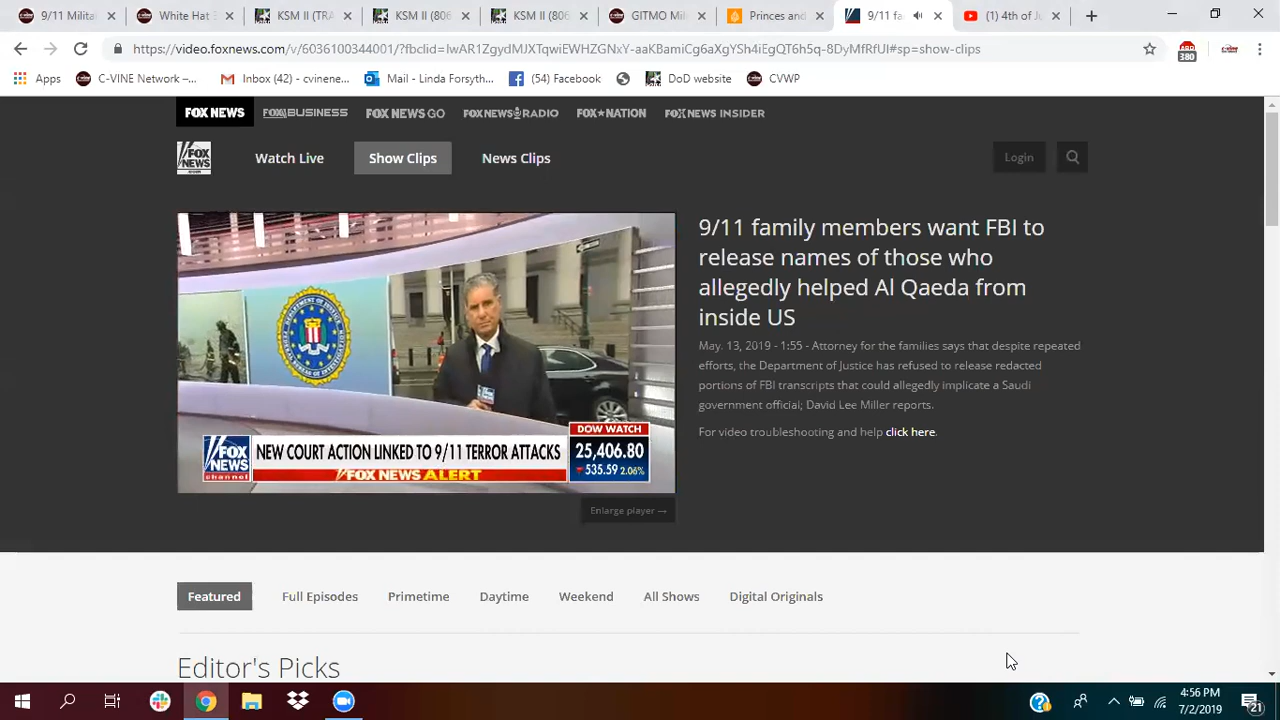 9/11 Milita
White Hat E
KSM II (TRA
KSM II (806
KSM II (806
GITMO Mil
Princes and
9/11 fa
(1) 4th of Ju
https://video.foxnews.com/v/6036100344001/?fbclid=IwAR1ZgydMJXTqwiEWHZGNxY-aaKBamiCg6aXgYSh4iEgQT6h5q-8DyMfRfUI#sp=show-clips
380
Apps
C-VINE Network –...
Inbox (42) - cvinene...
Mail - Linda Forsyth...
(54) Facebook
DoD website
CVWP
FOX NEWS
FOX BUSINESS
FOX NEWS GO
FOX NEWS RADIO
FOX★NATION
FOX NEWS INSIDER
FOX NEWS
Watch Live
Show Clips
News Clips
Login
9/11 family members want FBI to
release names of those who
allegedly helped Al Qaeda from
inside US
May. 13, 2019 - 1:55 - Attorney for the families says that despite repeated
efforts, the Department of Justice has refused to release redacted
portions of FBI transcripts that could allegedly implicate a Saudi
government official; David Lee Miller reports.
For video troubleshooting and help click here.
FOX NEWS channel
NEW COURT ACTION LINKED TO 9/11 TERROR ATTACKS
FOX NEWS ALERT
DOW WATCH
25,406.80
▼535.59 2.06%
Enlarge player →
Featured
Full Episodes
Primetime
Daytime
Weekend
All Shows
Digital Originals
Editor's Picks
4:56 PM
7/2/2019
21